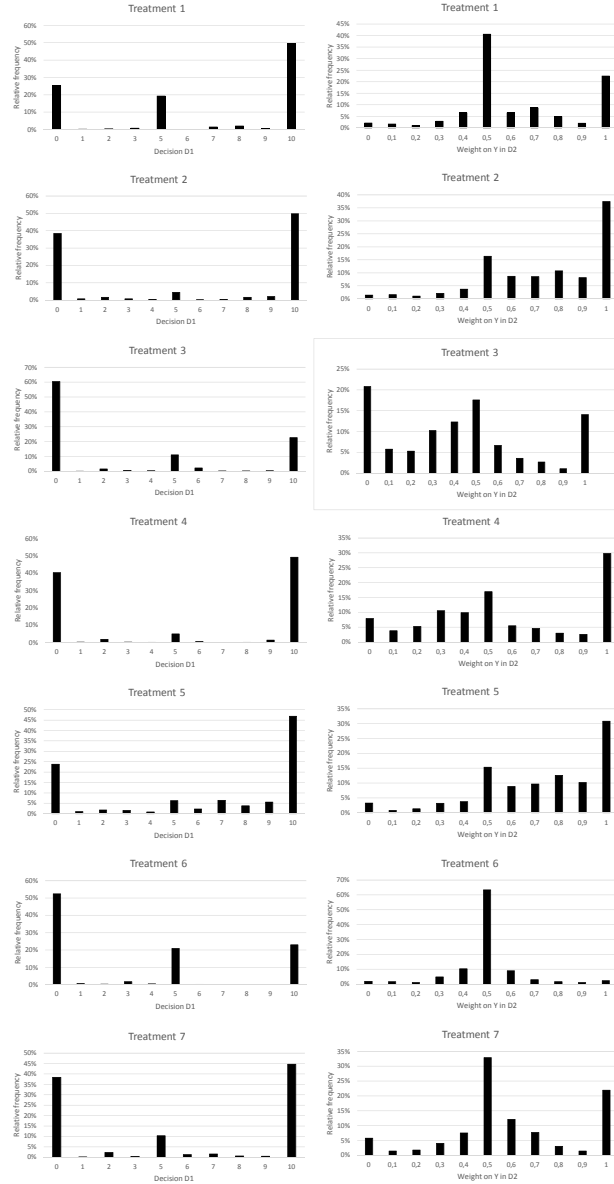 Treatment 1
Relative frequency
60%
50%
40%
30%
20%
10%
0%
0 1 2 3 5 6 7 8 9 10
Decision D1
Treatment 1
Relative frequency
45%
40%
35%
30%
25%
20%
15%
10%
5%
0%
0 0,1 0,2 0,3 0,4 0,5 0,6 0,7 0,8 0,9 1
Weight on Y in D2
Treatment 2
Relative frequency
60%
50%
40%
30%
20%
10%
0%
0 1 2 3 4 5 6 7 8 9 10
Decision D1
Treatment 2
Relative frequency
40%
35%
30%
25%
20%
15%
10%
5%
0%
0 0,1 0,2 0,3 0,4 0,5 0,6 0,7 0,8 0,9 1
Weight on Y in D2
Treatment 3
Relative frequency
70%
60%
50%
40%
30%
20%
10%
0%
0 1 2 3 4 5 6 7 8 9 10
Decision D1
Treatment 3
Relative frequency
25%
20%
15%
10%
5%
0%
0 0,1 0,2 0,3 0,4 0,5 0,6 0,7 0,8 0,9 1
Weight on Y in D2
Treatment 4
Relative frequency
60%
50%
40%
30%
20%
10%
0%
0 1 2 3 4 5 6 7 8 9 10
Decision D1
Treatment 4
Relative frequency
35%
30%
25%
20%
15%
10%
5%
0%
0 0,1 0,2 0,3 0,4 0,5 0,6 0,7 0,8 0,9 1
Weight on Y in D2
Treatment 5
Relative frequency
50%
45%
40%
35%
30%
25%
20%
15%
10%
5%
0%
0 1 2 3 4 5 6 7 8 9 10
Decision D1
Treatment 5
Relative frequency
35%
30%
25%
20%
15%
10%
5%
0%
0 0,1 0,2 0,3 0,4 0,5 0,6 0,7 0,8 0,9 1
Weight on Y in D2
Treatment 6
Relative frequency
60%
50%
40%
30%
20%
10%
0%
0 1 2 3 4 5 6 7 8 9 10
Decision D1
Treatment 6
Relative frequency
70%
60%
50%
40%
30%
20%
10%
0%
0 0,1 0,2 0,3 0,4 0,5 0,6 0,7 0,8 0,9 1
Weight on Y in D2
Treatment 7
Relative frequency
50%
45%
40%
35%
30%
25%
20%
15%
10%
5%
0%
0 1 2 3 4 5 6 7 8 9 10
Decision D1
Treatment 7
Relative frequency
35%
30%
25%
20%
15%
10%
5%
0%
0 0,1 0,2 0,3 0,4 0,5 0,6 0,7 0,8 0,9 1
Weight on Y in D2